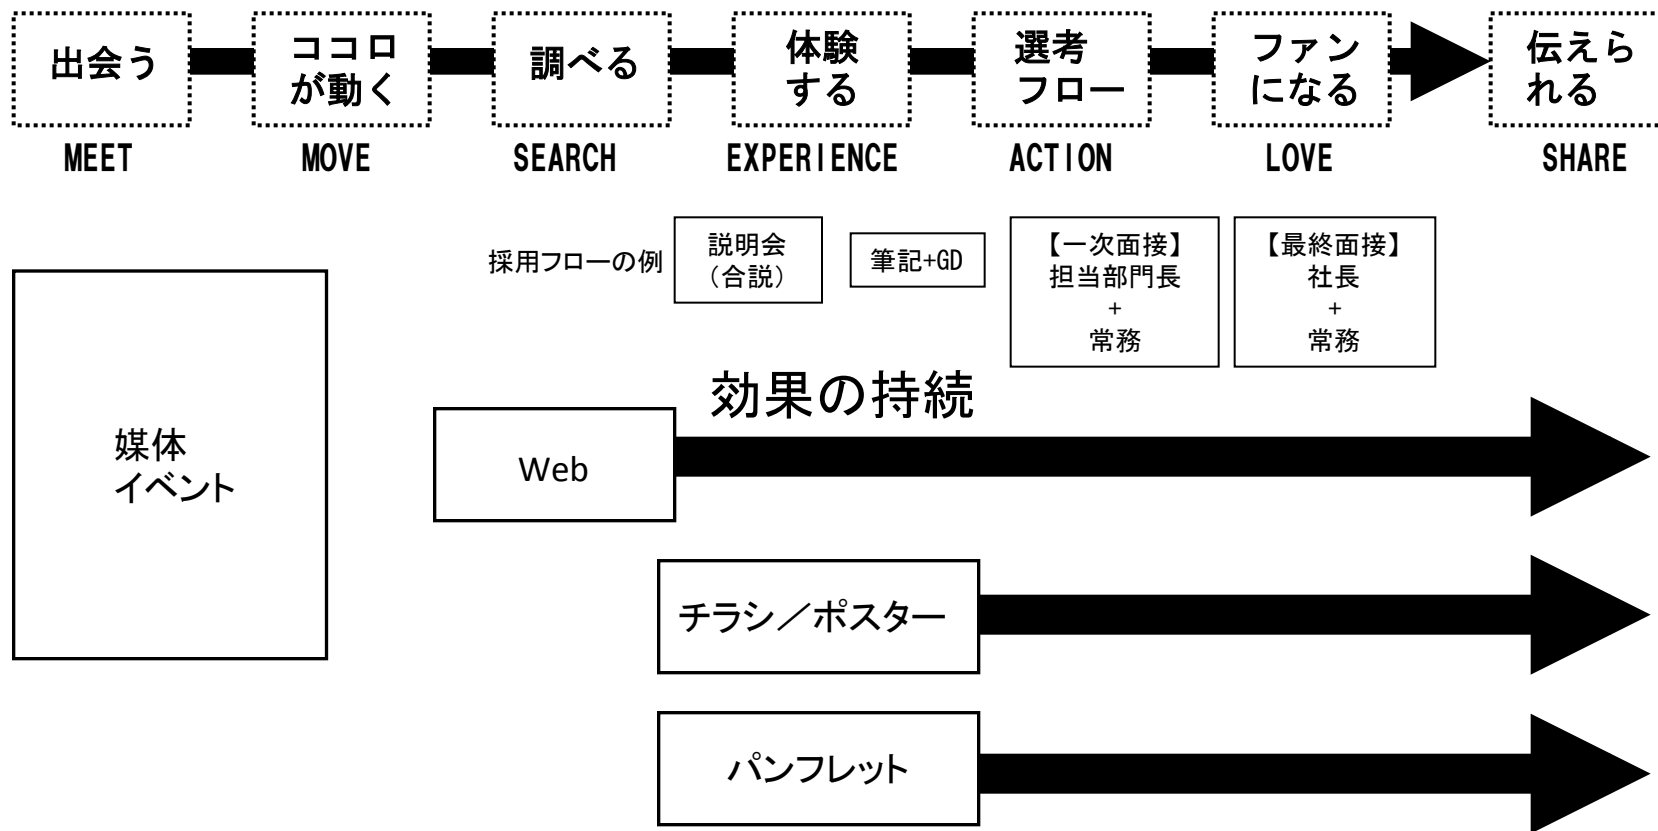 出会う
ココロ
が動く
調べる
体験
する
選考
フロー
ファン
になる
伝えら
れる
MEET
MOVE
SEARCH
EXPERIENCE
ACTION
LOVE
SHARE
採用フローの例
説明会
（合説）
筆記+GD
【一次面接】
担当部門長
+
常務
【最終面接】
社長
+
常務
効果の持続
媒体
イベント
Web
チラシ／ポスター
パンフレット